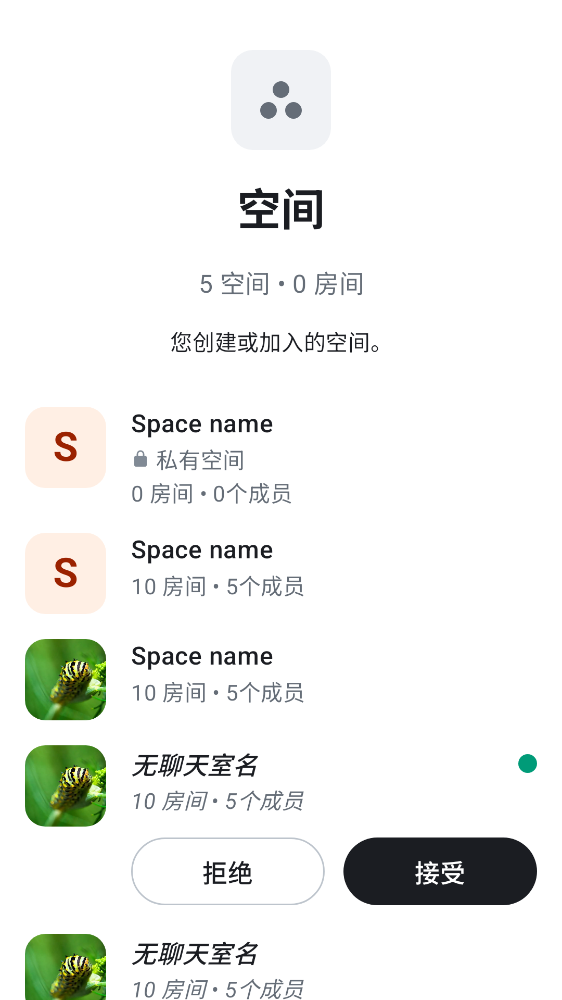 空间
5 空间 • 0 房间
您创建或加入的空间。
S
Space name
私有空间
0 房间 • 0个成员
S
Space name
10 房间 • 5个成员
Space name
10 房间 • 5个成员
无聊天室名
10 房间 • 5个成员
拒绝
接受
无聊天室名
10 房间 • 5个成员